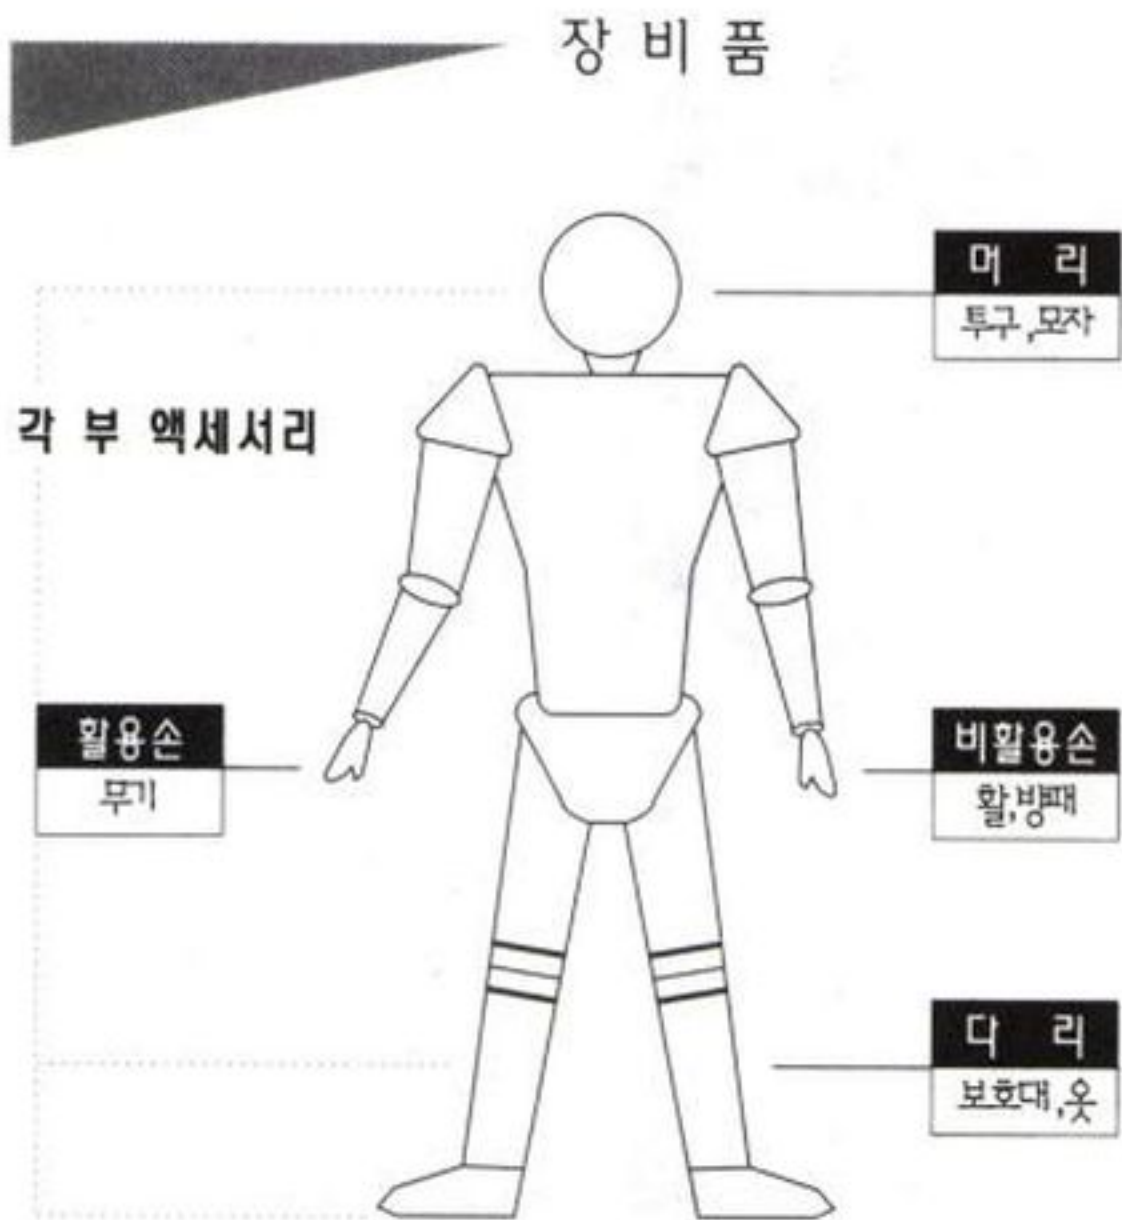 장 비 품
머 리
투구,모자
각 부 액세서리
활용손
무기
비활용손
활,방패
다 리
보호대,옷